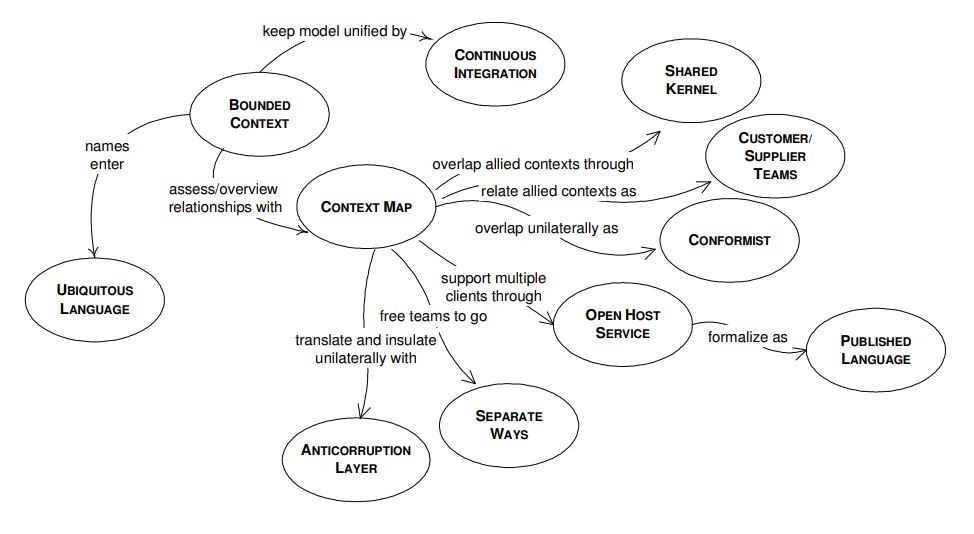 keep model unified by
CONTINUOUS
INTEGRATION
SHARED
KERNEL
BOUNDED
CONTEXT
names
enter
CUSTOMER/
SUPPLIER
TEAMS
overlap allied contexts through
assess/overview
relationships with
relate allied contexts as
CONTEXT MAP
overlap unilaterally as
CONFORMIST
UBIQUITOUS
LANGUAGE
support multiple
clients through
free teams to go
OPEN HOST
SERVICE
formalize as
PUBLISHED
LANGUAGE
translate and insulate
unilaterally with
SEPARATE
WAYS
ANTICORRUPTION
LAYER